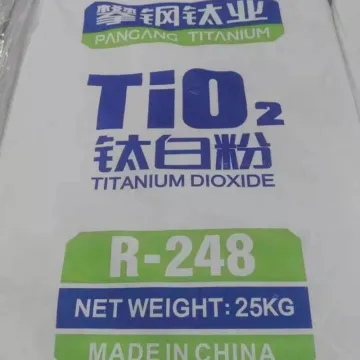 攀钢钛业
PANGANG TITANIUM
TiO2
钛白粉
TITANIUM DIOXIDE
R-248
NET WEIGHT: 25KG
MADE IN CHINA